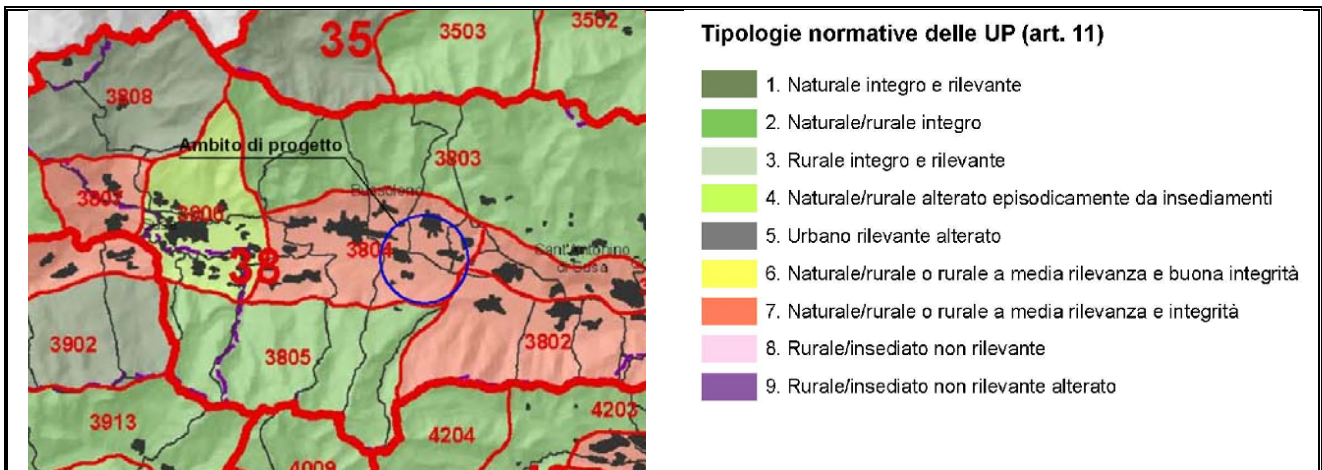 35
3503
3502
3808
Ambito di progetto
3803
Bussoleno
3807
3806
Susa
3804
Sant'Antonino
di Susa
38
3902
3805
3802
3913
4204
4203
4009
Tipologie normative delle UP (art. 11)
1. Naturale integro e rilevante
2. Naturale/rurale integro
3. Rurale integro e rilevante
4. Naturale/rurale alterato episodicamente da insediamenti
5. Urbano rilevante alterato
6. Naturale/rurale o rurale a media rilevanza e buona integrità
7. Naturale/rurale o rurale a media rilevanza e integrità
8. Rurale/insediato non rilevante
9. Rurale/insediato non rilevante alterato